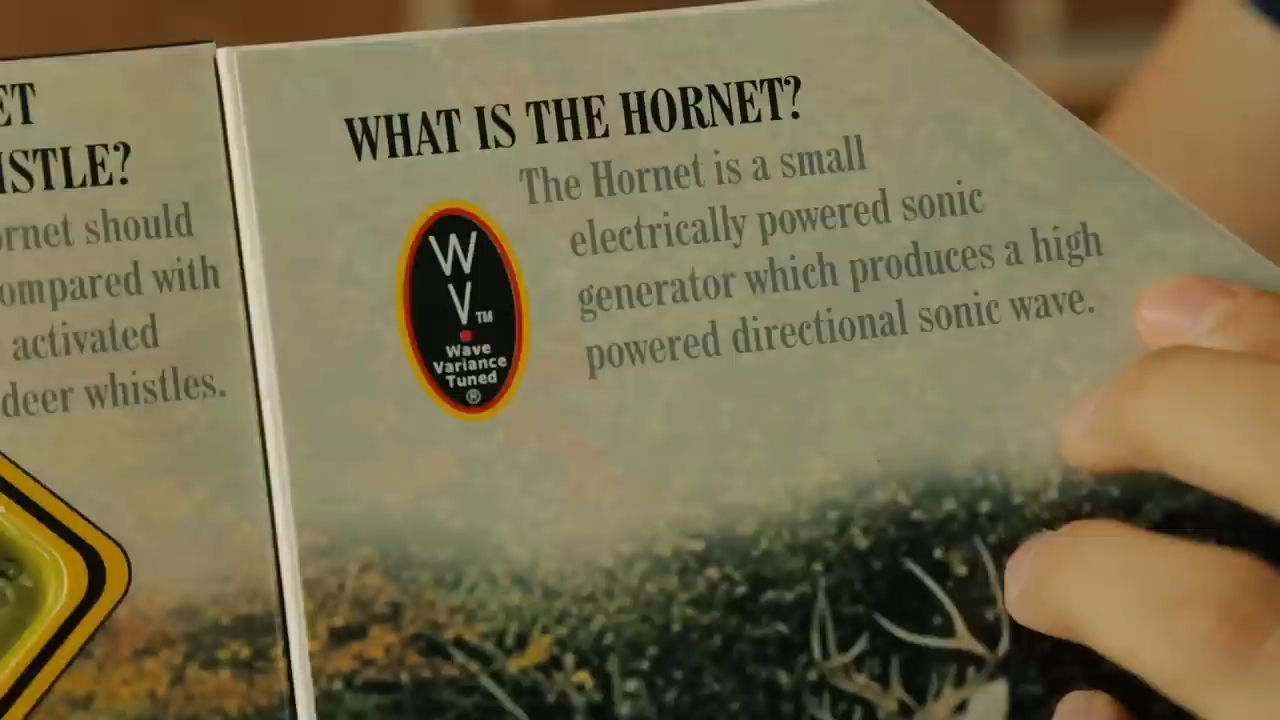 ET
ISTLE?
ornet should
ompared with
activated
deer whistles.
WHAT IS THE HORNET?
The Hornet is a small
electrically powered sonic
generator which produces a high
powered directional sonic wave.
W
V™
Wave
Variance
Tuned
®